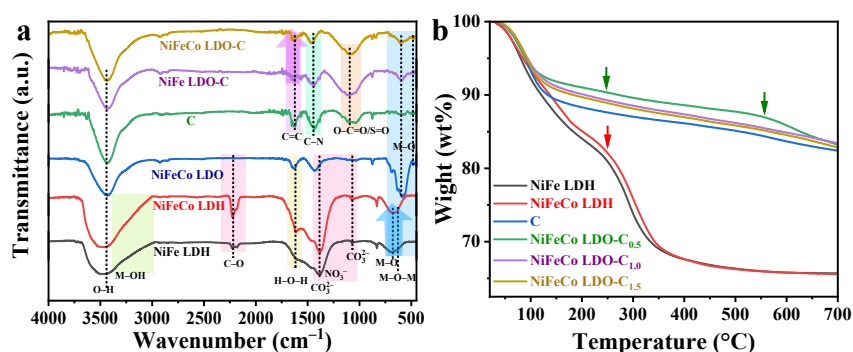 a
Transmittance (a.u.)
NiFeCo LDO-C
NiFe LDO-C
C
NiFeCo LDO
NiFeCo LDH
NiFe LDH
O–H
M–OH
C–O
C=C
C–N
O–C=O/S=O
M–O
H–O–H
NO₃⁻
CO₃²⁻
CO₃²⁻
M–O
M–O–M
4000 3500 3000 2500 2000 1500 1000 500
Wavenumber (cm⁻¹)
b
Wight (wt%)
100
90
80
70
NiFe LDH
NiFeCo LDH
C
NiFeCo LDO-C₀.₅
NiFeCo LDO-C₁.₀
NiFeCo LDO-C₁.₅
0 100 200 300 400 500 600 700
Temperature (°C)